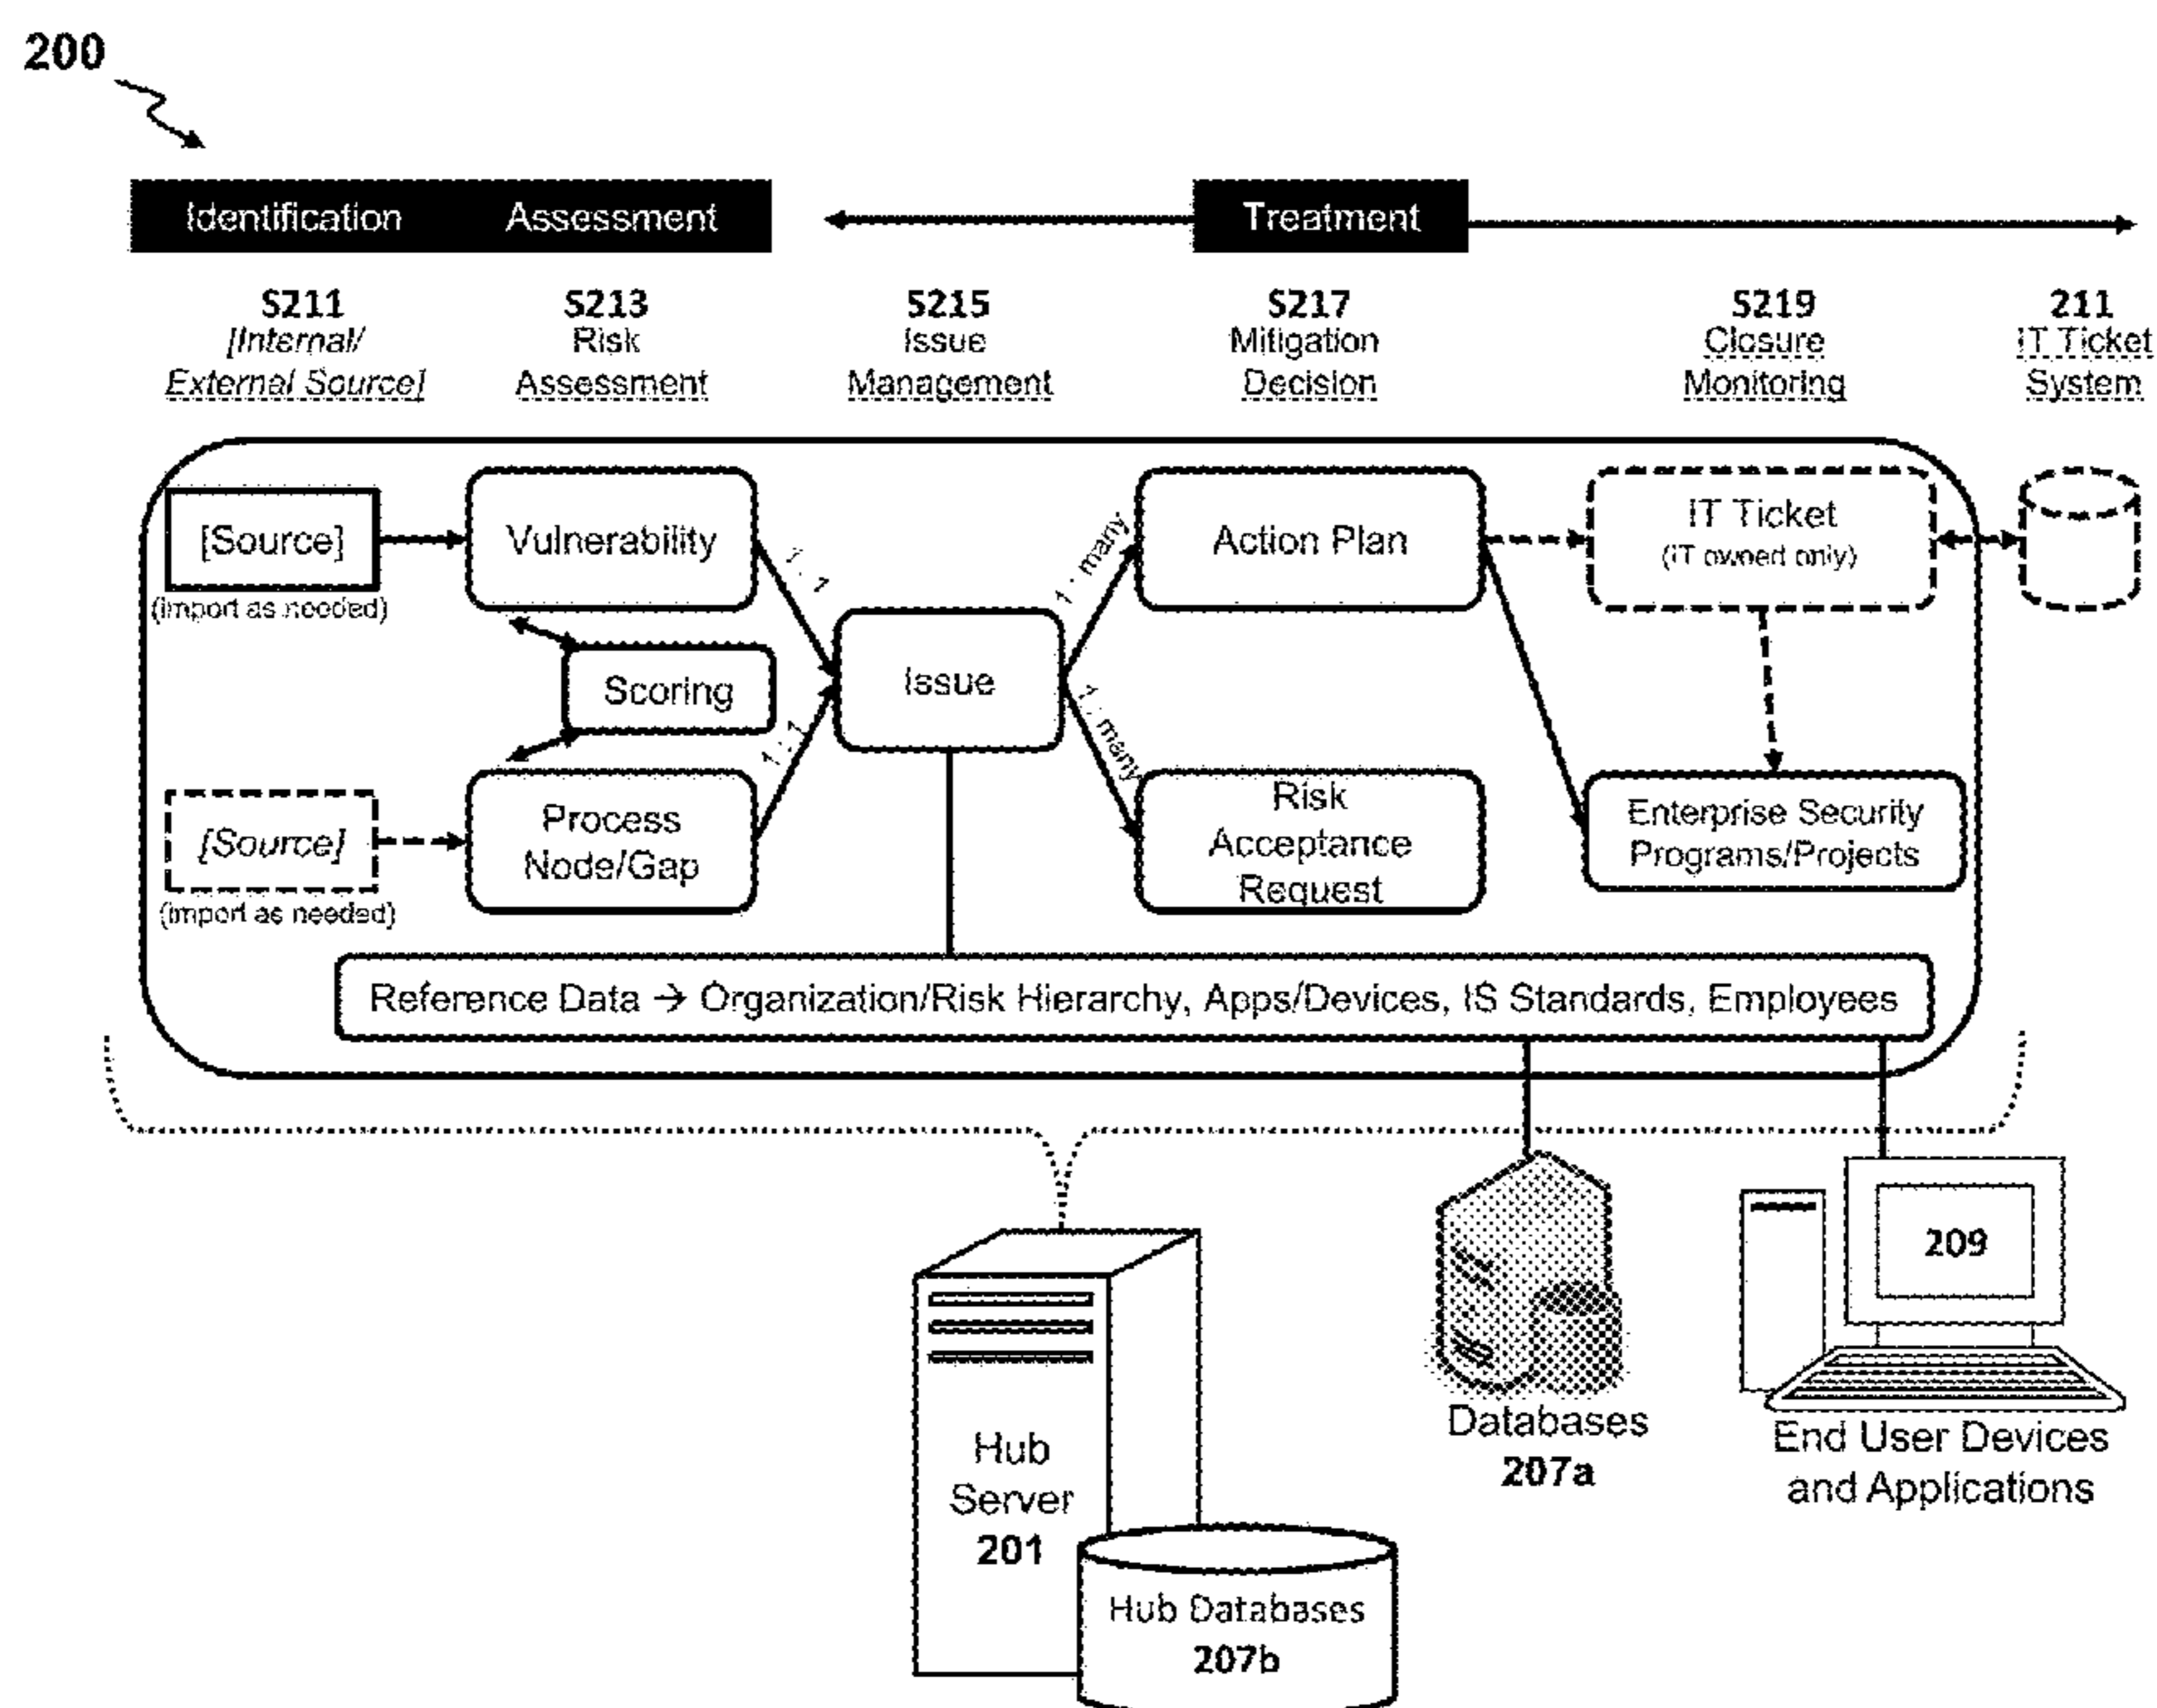 200
Identification Assessment Treatment
S211 S213 S215 S217 S219 211
[Internal/ Risk Issue Mitigation Closure IT Ticket
External Source] Assessment Management Decision Monitoring System
[Source]
(import as needed)
Vulnerability
1 : 1
Scoring
1 : 1
[Source]
(import as needed)
Process
Node/Gap
Issue
1 : many
1 : many
Action Plan
Risk
Acceptance
Request
IT Ticket
(IT owned only)
Enterprise Security
Programs/Projects
Reference Data → Organization/Risk Hierarchy, Apps/Devices, IS Standards, Employees
Hub
Server
201
Hub Databases
207b
Databases
207a
209
End User Devices
and Applications